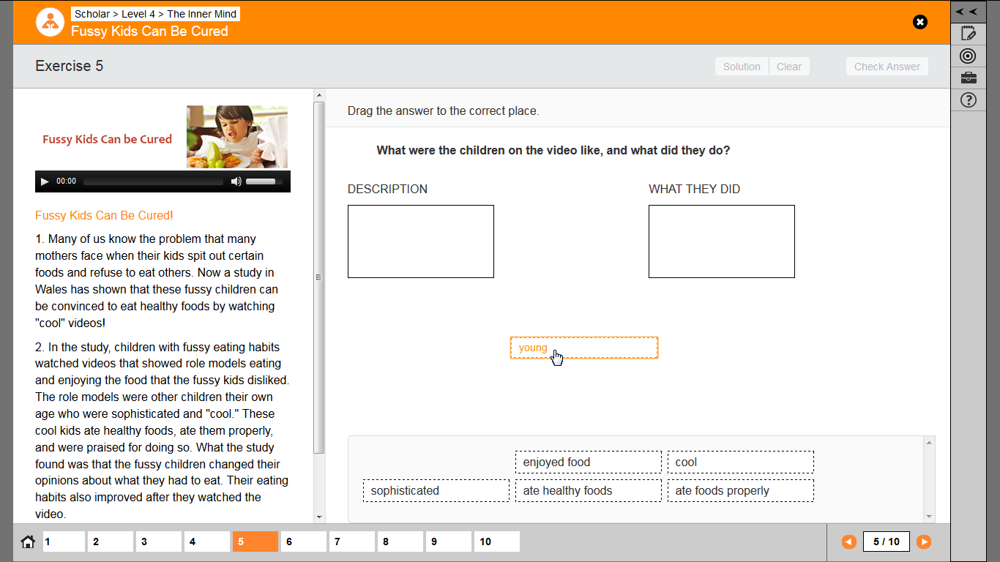 Scholar > Level 4 > The Inner Mind
Fussy Kids Can Be Cured
Exercise 5
Solution
Clear
Check Answer
Fussy Kids Can be Cured
00:00
Fussy Kids Can Be Cured!
1. Many of us know the problem that many
mothers face when their kids spit out certain
foods and refuse to eat others. Now a study in
Wales has shown that these fussy children can
be convinced to eat healthy foods by watching
"cool" videos!
2. In the study, children with fussy eating habits
watched videos that showed role models eating
and enjoying the food that the fussy kids disliked.
The role models were other children their own
age who were sophisticated and "cool." These
cool kids ate healthy foods, ate them properly,
and were praised for doing so. What the study
found was that the fussy children changed their
opinions about what they had to eat. Their eating
habits also improved after they watched the
video.
Drag the answer to the correct place.
What were the children on the video like, and what did they do?
DESCRIPTION
WHAT THEY DID
young
enjoyed food
cool
sophisticated
ate healthy foods
ate foods properly
1
2
3
4
5
6
7
8
9
10
5 / 10